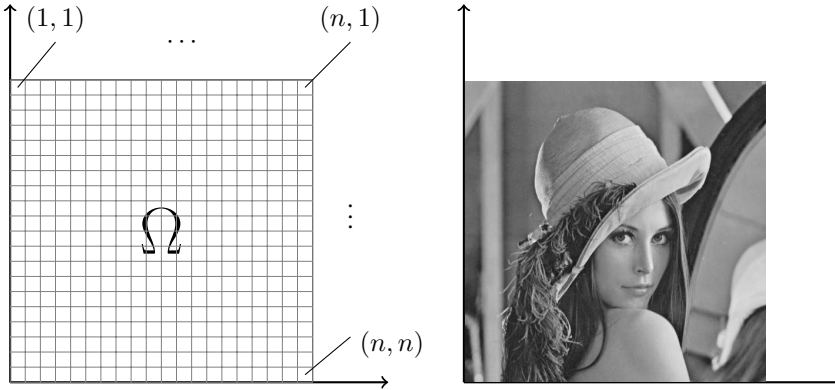 (1, 1)
· · ·
(n, 1)
Ω
⋮
(n, n)